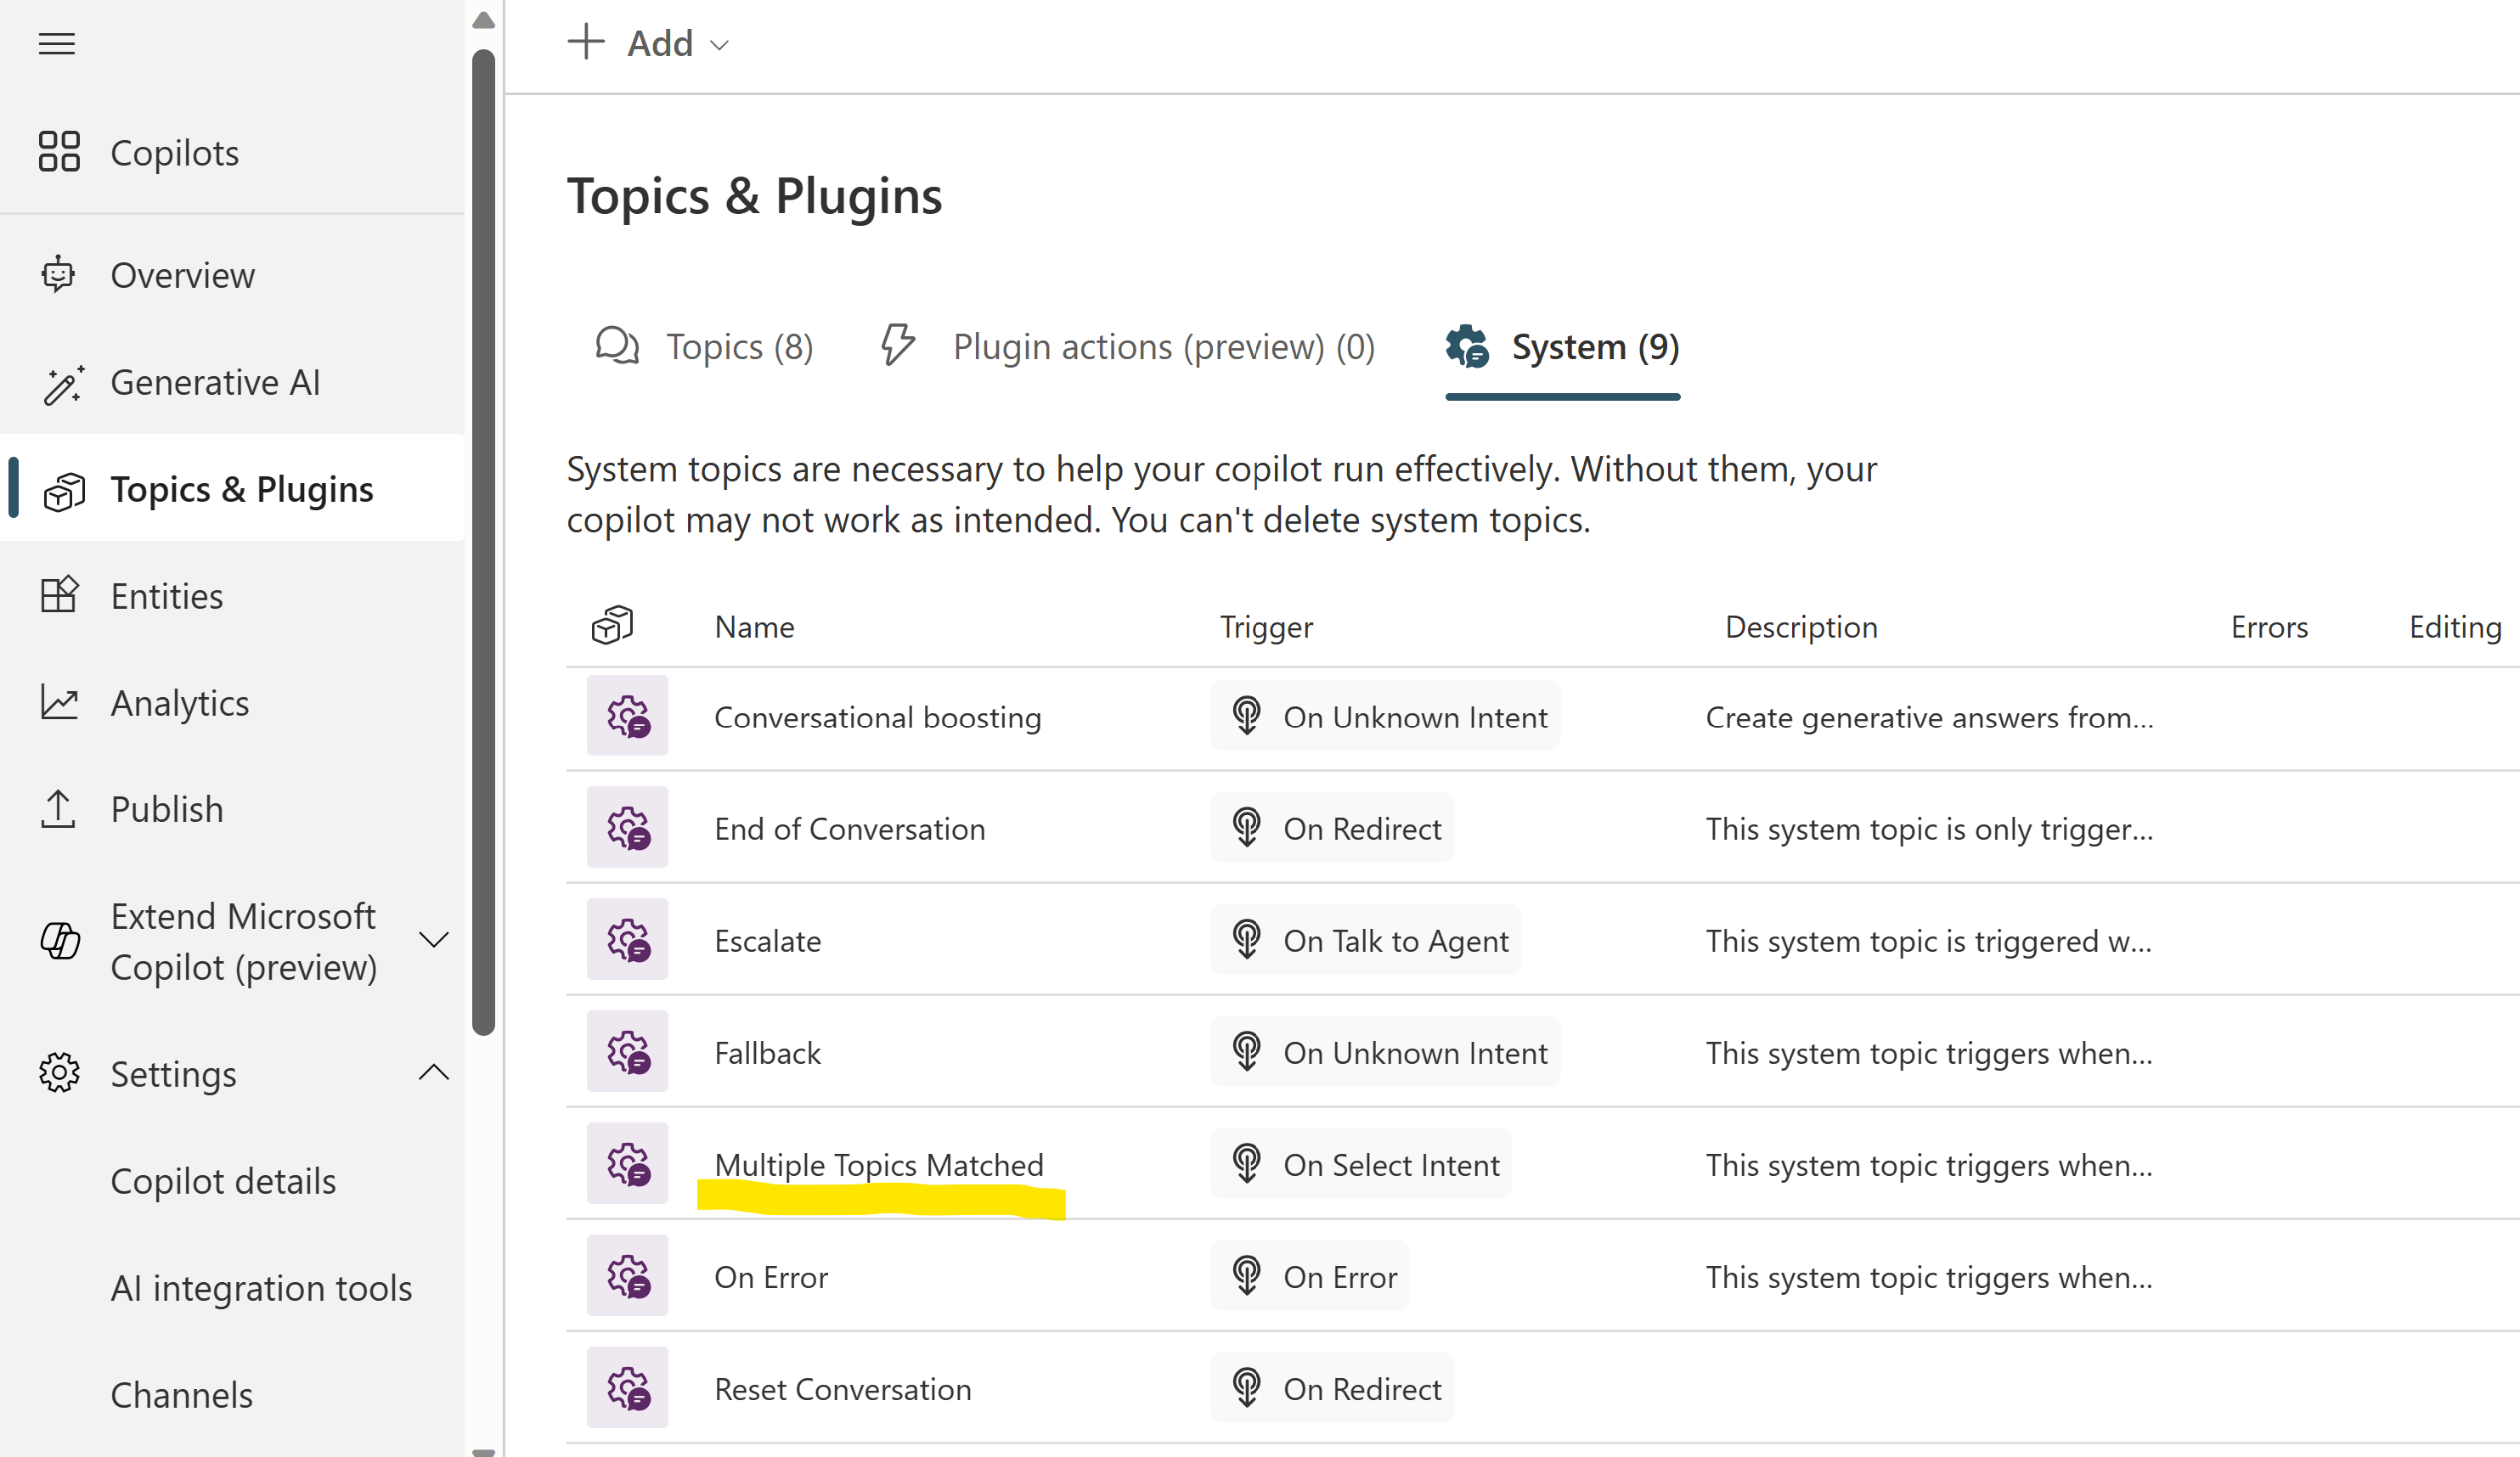 Add
Copilots
Overview
Generative AI
Topics & Plugins
Entities
Analytics
Publish
Extend Microsoft
Copilot (preview)
Settings
Copilot details
AI integration tools
Channels
Topics & Plugins
Topics (8) Plugin actions (preview) (0) System (9)
System topics are necessary to help your copilot run effectively. Without them, your
copilot may not work as intended. You can't delete system topics.
Name Trigger Description Errors Editing
Conversational boosting On Unknown Intent Create generative answers from...
End of Conversation On Redirect This system topic is only trigger...
Escalate On Talk to Agent This system topic is triggered w...
Fallback On Unknown Intent This system topic triggers when...
Multiple Topics Matched On Select Intent This system topic triggers when...
On Error On Error This system topic triggers when...
Reset Conversation On Redirect